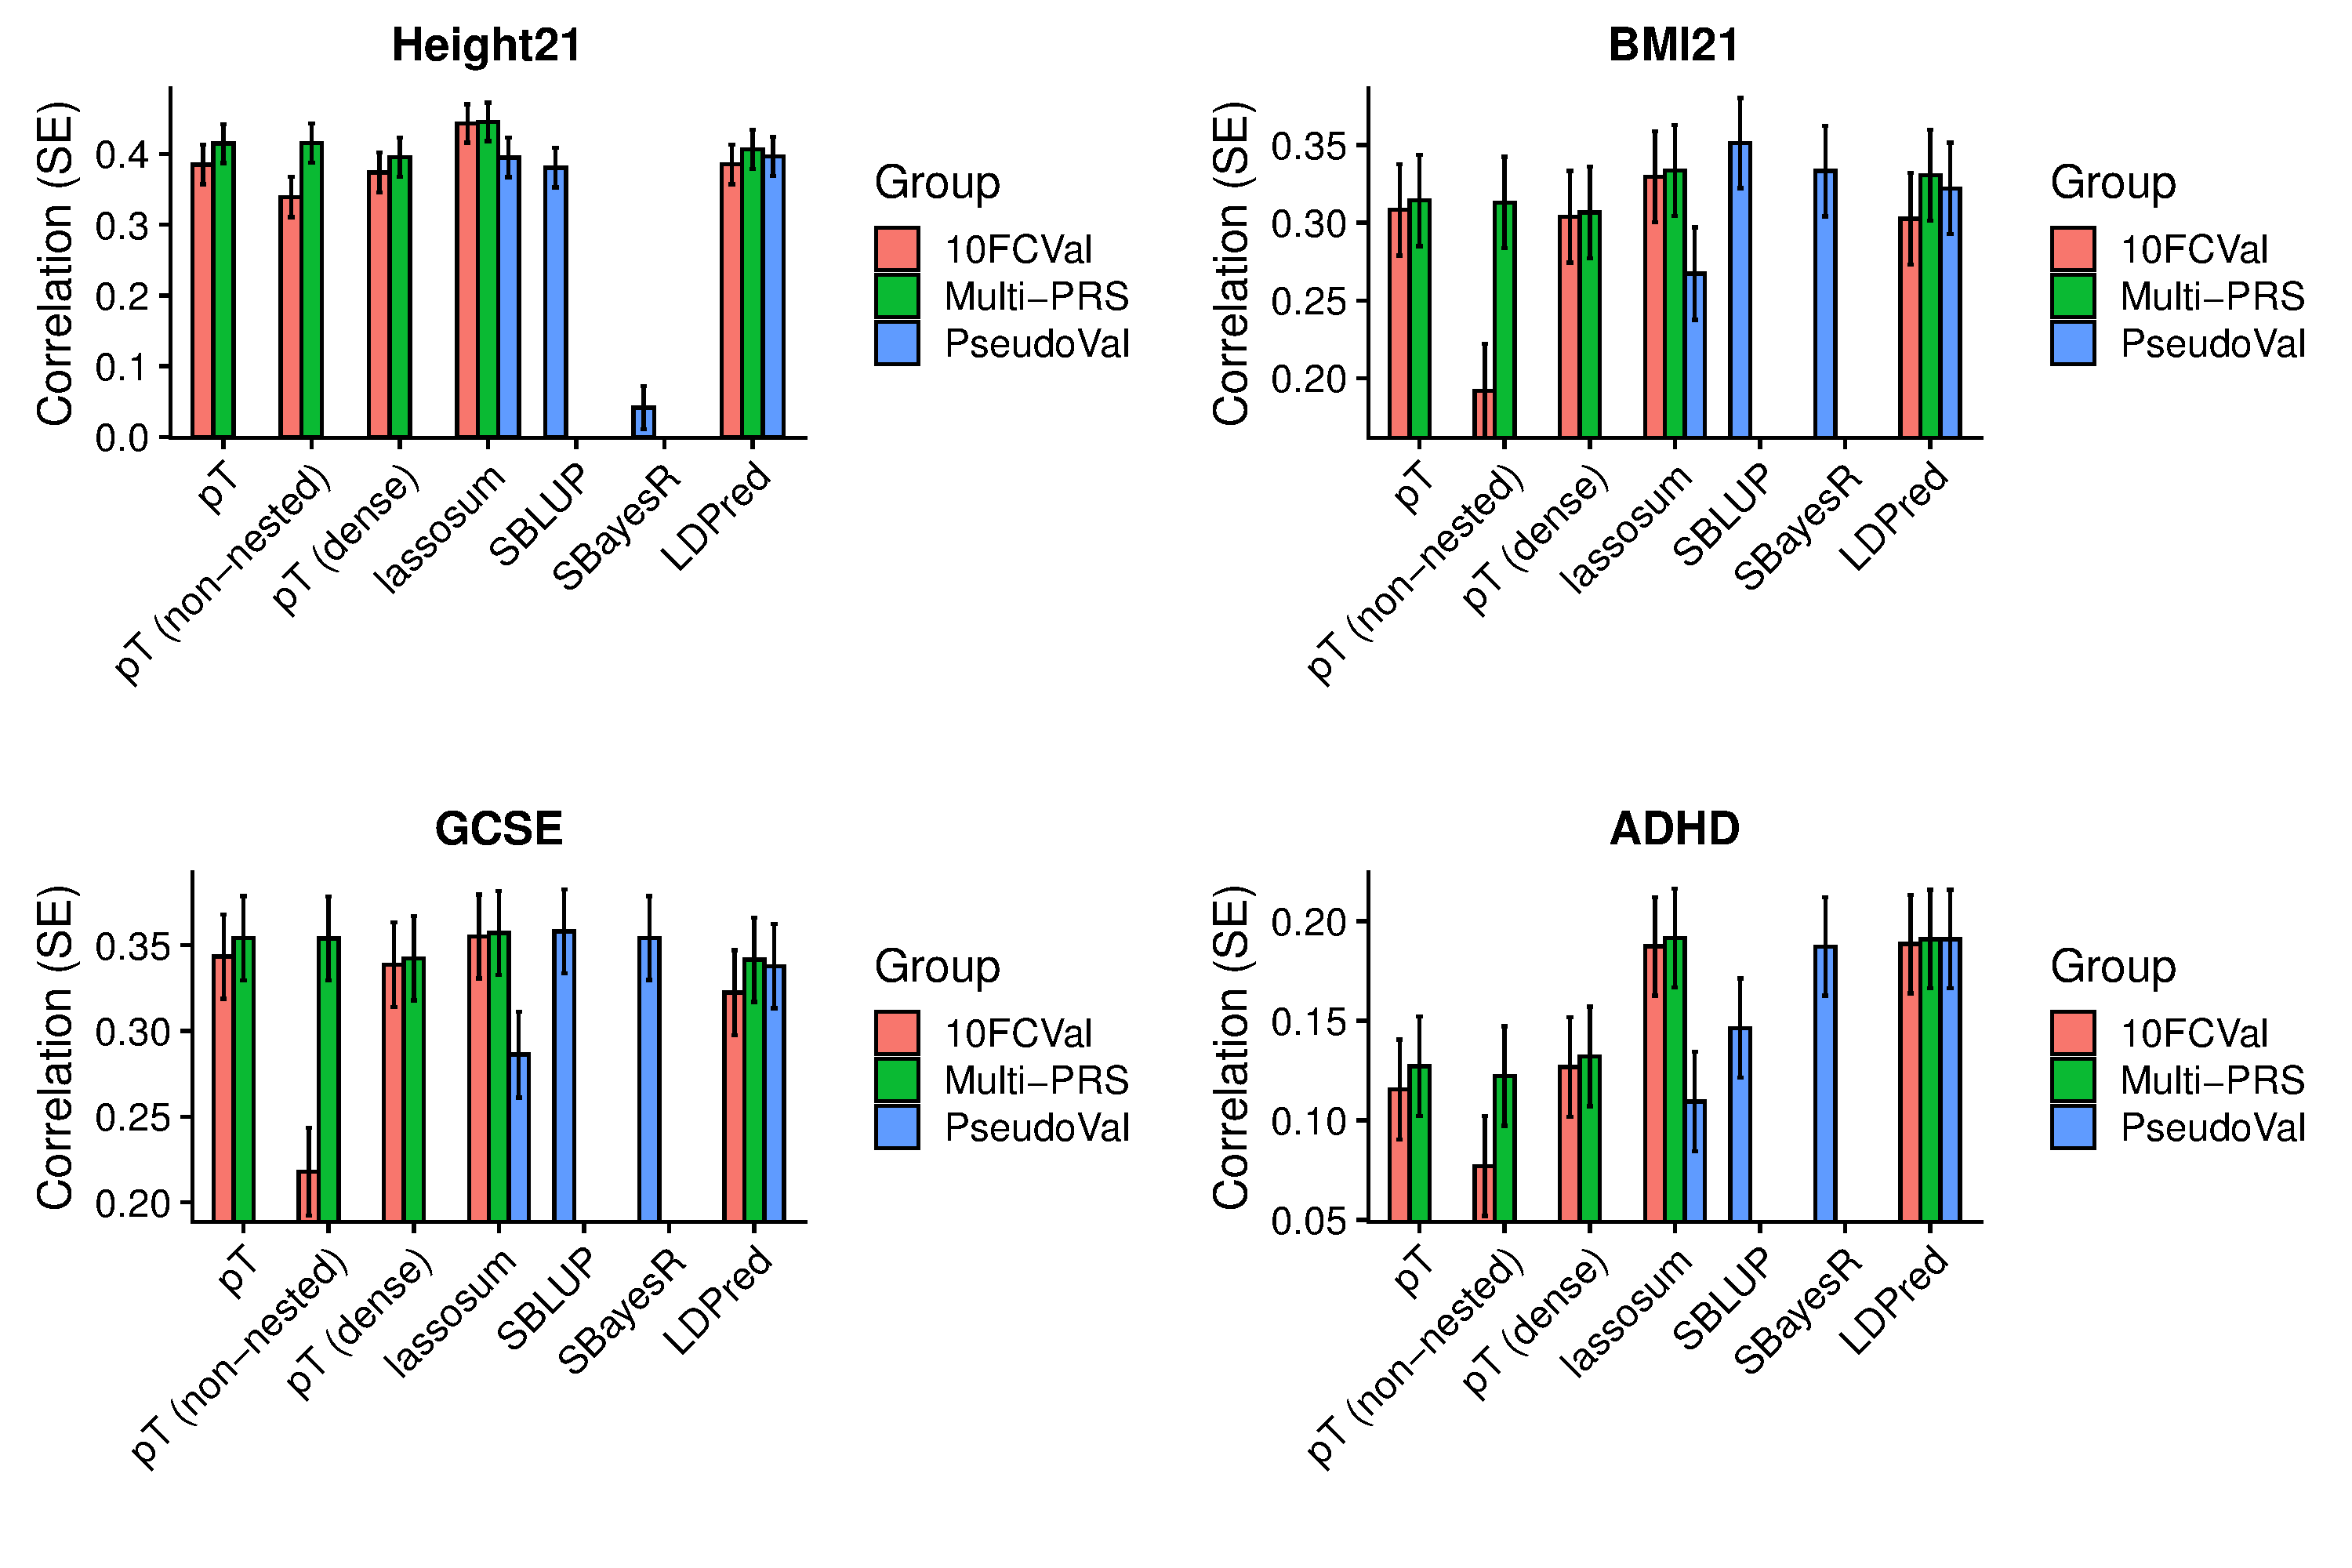 Height21
Correlation (SE)
0.4
0.3
0.2
0.1
0.0
pT
pT (non−nested)
pT (dense)
lassosum
SBLUP
SBayesR
LDPred
Group
10FCVal
Multi−PRS
PseudoVal
BMI21
Correlation (SE)
0.35
0.30
0.25
0.20
pT
pT (non−nested)
pT (dense)
lassosum
SBLUP
SBayesR
LDPred
Group
10FCVal
Multi−PRS
PseudoVal
GCSE
Correlation (SE)
0.35
0.30
0.25
0.20
pT
pT (non−nested)
pT (dense)
lassosum
SBLUP
SBayesR
LDPred
Group
10FCVal
Multi−PRS
PseudoVal
ADHD
Correlation (SE)
0.20
0.15
0.10
0.05
pT
pT (non−nested)
pT (dense)
lassosum
SBLUP
SBayesR
LDPred
Group
10FCVal
Multi−PRS
PseudoVal